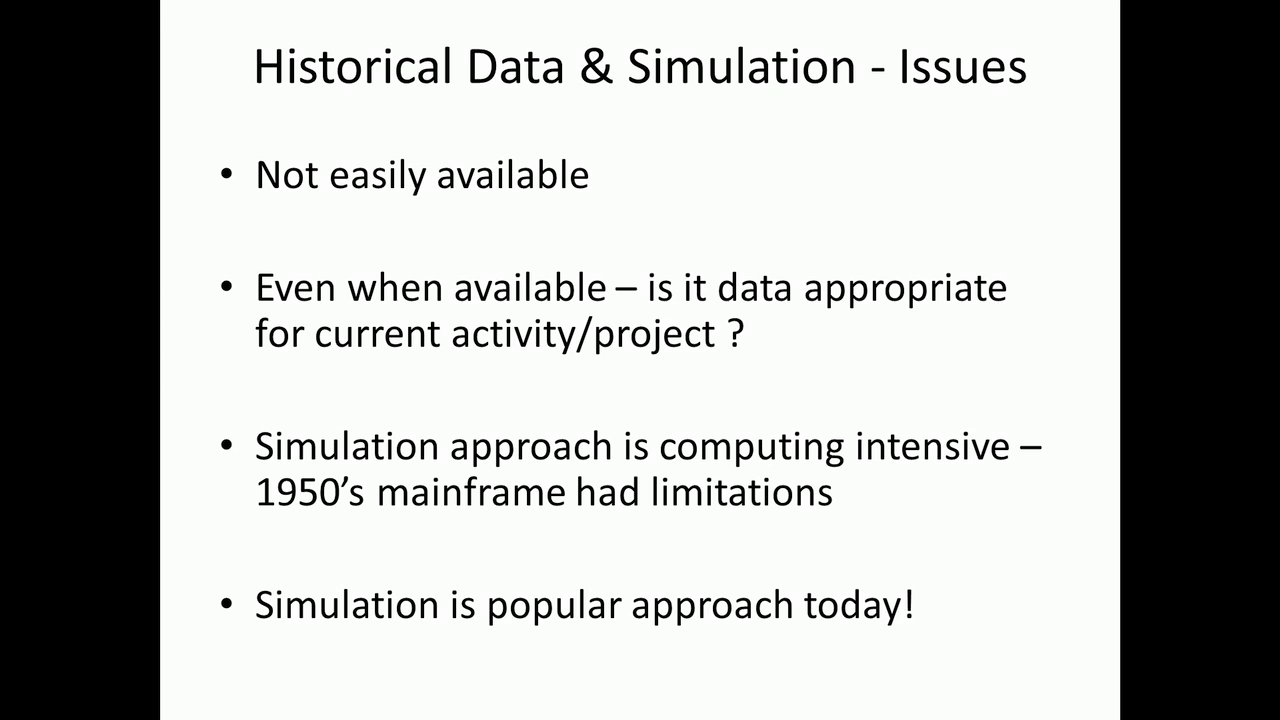 Historical Data & Simulation - Issues
• Not easily available
• Even when available – is it data appropriate
for current activity/project ?
• Simulation approach is computing intensive –
1950’s mainframe had limitations
• Simulation is popular approach today!